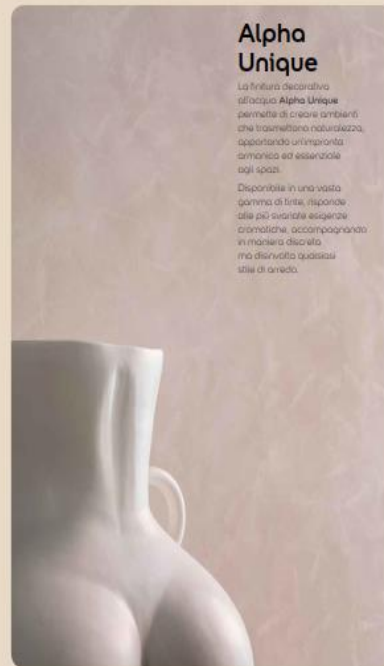 Alpha
Unique
La finitura decorativa
all'acqua Alpha Unique
permette di creare ambienti
che trasmettano naturalezza,
apportando un'impronta
armonica ed essenziale
agli spazi.
Disponibile in una vasta
gamma di tinte, risponde
alle più svariate esigenze
cromatiche, accompagnando
in maniera discreta
ma disinvolta qualsiasi
stile di arredo.